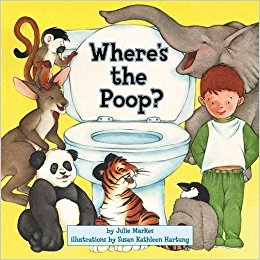 Where's
the
Poop?
by Julie Markes
illustrations by Susan Kathleen Hartung